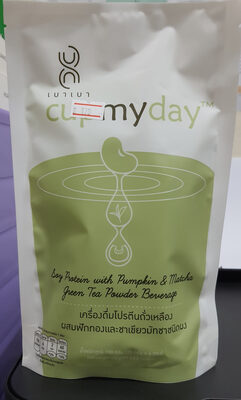 เบาเบา
cupmyday™
Soy Protein with Pumpkin & Matcha
Green Tea Powder Beverage
เครื่องดื่มโปรตีนถั่วเหลือง
ผสมฟักทองและชาเขียวมัทชาชนิดผง